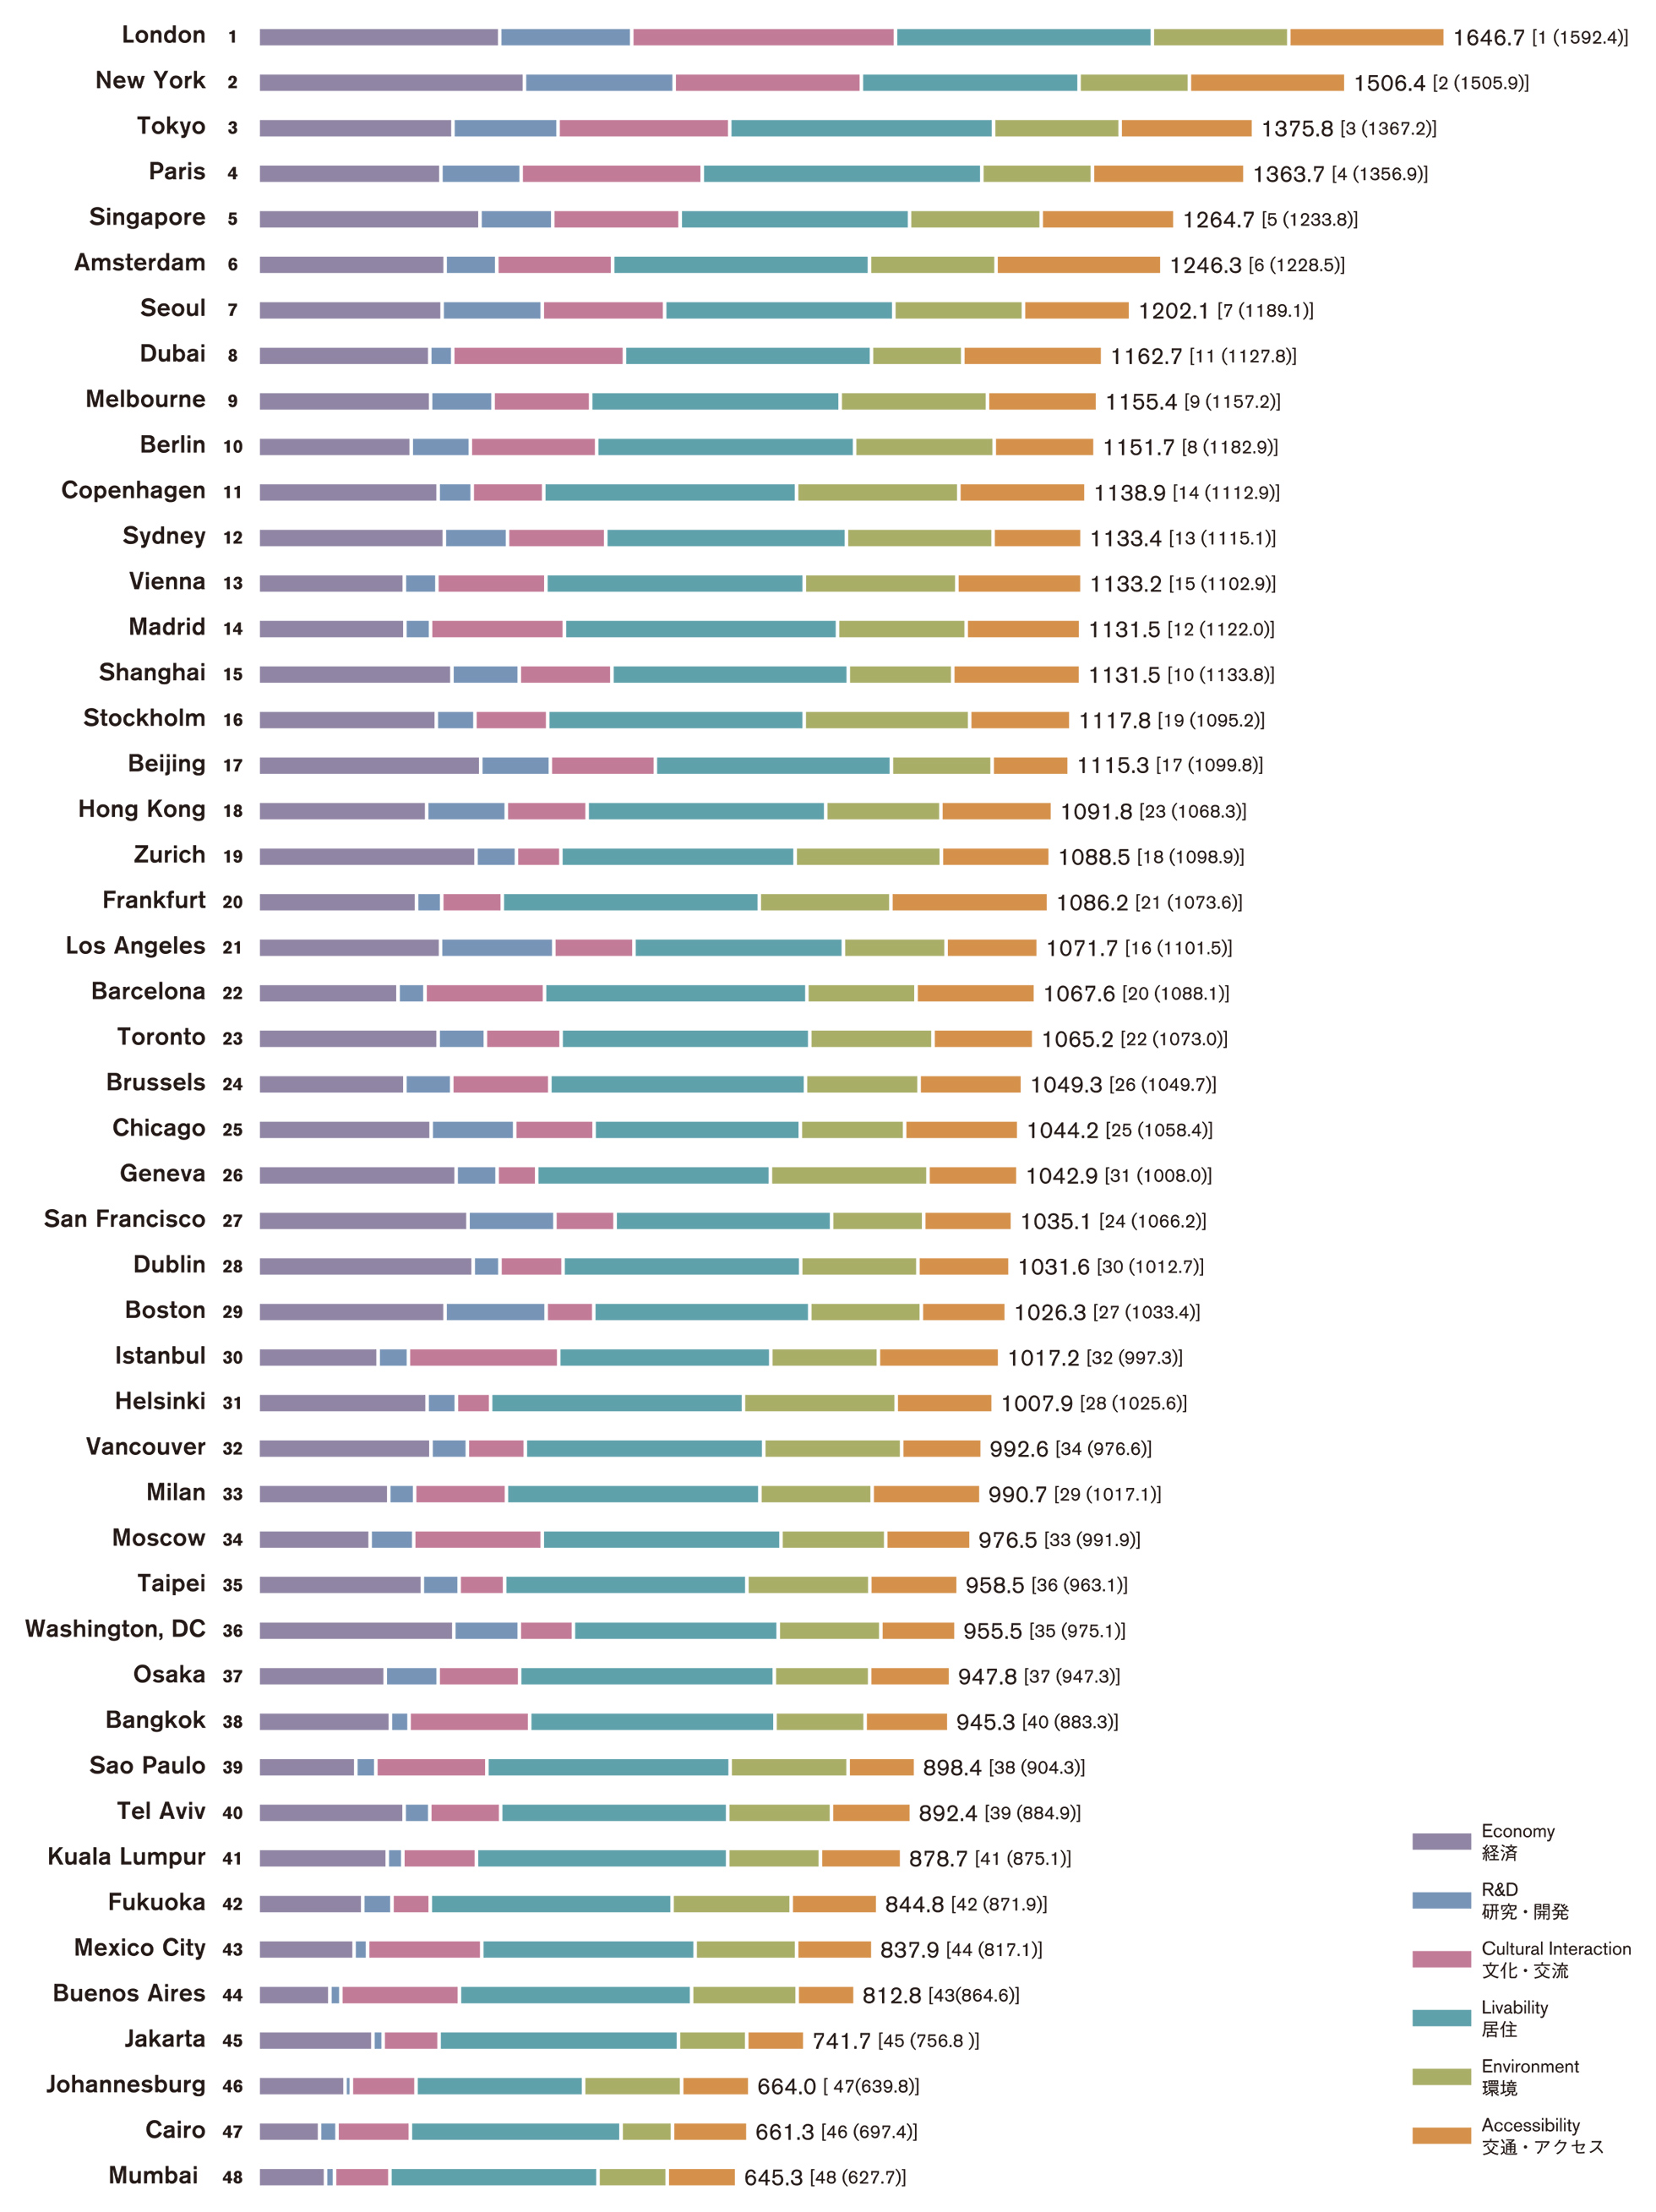 London 1 1646.7 [1 (1592.4)]
New York 2 1506.4 [2 (1505.9)]
Tokyo 3 1375.8 [3 (1367.2)]
Paris 4 1363.7 [4 (1356.9)]
Singapore 5 1264.7 [5 (1233.8)]
Amsterdam 6 1246.3 [6 (1228.5)]
Seoul 7 1202.1 [7 (1189.1)]
Dubai 8 1162.7 [11 (1127.8)]
Melbourne 9 1155.4 [9 (1157.2)]
Berlin 10 1151.7 [8 (1182.9)]
Copenhagen 11 1138.9 [14 (1112.9)]
Sydney 12 1133.4 [13 (1115.1)]
Vienna 13 1133.2 [15 (1102.9)]
Madrid 14 1131.5 [12 (1122.0)]
Shanghai 15 1131.5 [10 (1133.8)]
Stockholm 16 1117.8 [19 (1095.2)]
Beijing 17 1115.3 [17 (1099.8)]
Hong Kong 18 1091.8 [23 (1068.3)]
Zurich 19 1088.5 [18 (1098.9)]
Frankfurt 20 1086.2 [21 (1073.6)]
Los Angeles 21 1071.7 [16 (1101.5)]
Barcelona 22 1067.6 [20 (1088.1)]
Toronto 23 1065.2 [22 (1073.0)]
Brussels 24 1049.3 [26 (1049.7)]
Chicago 25 1044.2 [25 (1058.4)]
Geneva 26 1042.9 [31 (1008.0)]
San Francisco 27 1035.1 [24 (1066.2)]
Dublin 28 1031.6 [30 (1012.7)]
Boston 29 1026.3 [27 (1033.4)]
Istanbul 30 1017.2 [32 (997.3)]
Helsinki 31 1007.9 [28 (1025.6)]
Vancouver 32 992.6 [34 (976.6)]
Milan 33 990.7 [29 (1017.1)]
Moscow 34 976.5 [33 (991.9)]
Taipei 35 958.5 [36 (963.1)]
Washington, DC 36 955.5 [35 (975.1)]
Osaka 37 947.8 [37 (947.3)]
Bangkok 38 945.3 [40 (883.3)]
Sao Paulo 39 898.4 [38 (904.3)]
Tel Aviv 40 892.4 [39 (884.9)]
Kuala Lumpur 41 878.7 [41 (875.1)]
Fukuoka 42 844.8 [42 (871.9)]
Mexico City 43 837.9 [44 (817.1)]
Buenos Aires 44 812.8 [43(864.6)]
Jakarta 45 741.7 [45 (756.8 )]
Johannesburg 46 664.0 [ 47(639.8)]
Cairo 47 661.3 [46 (697.4)]
Mumbai 48 645.3 [48 (627.7)]
Economy
経済
R&D
研究・開発
Cultural Interaction
文化・交流
Livability
居住
Environment
環境
Accessibility
交通・アクセス